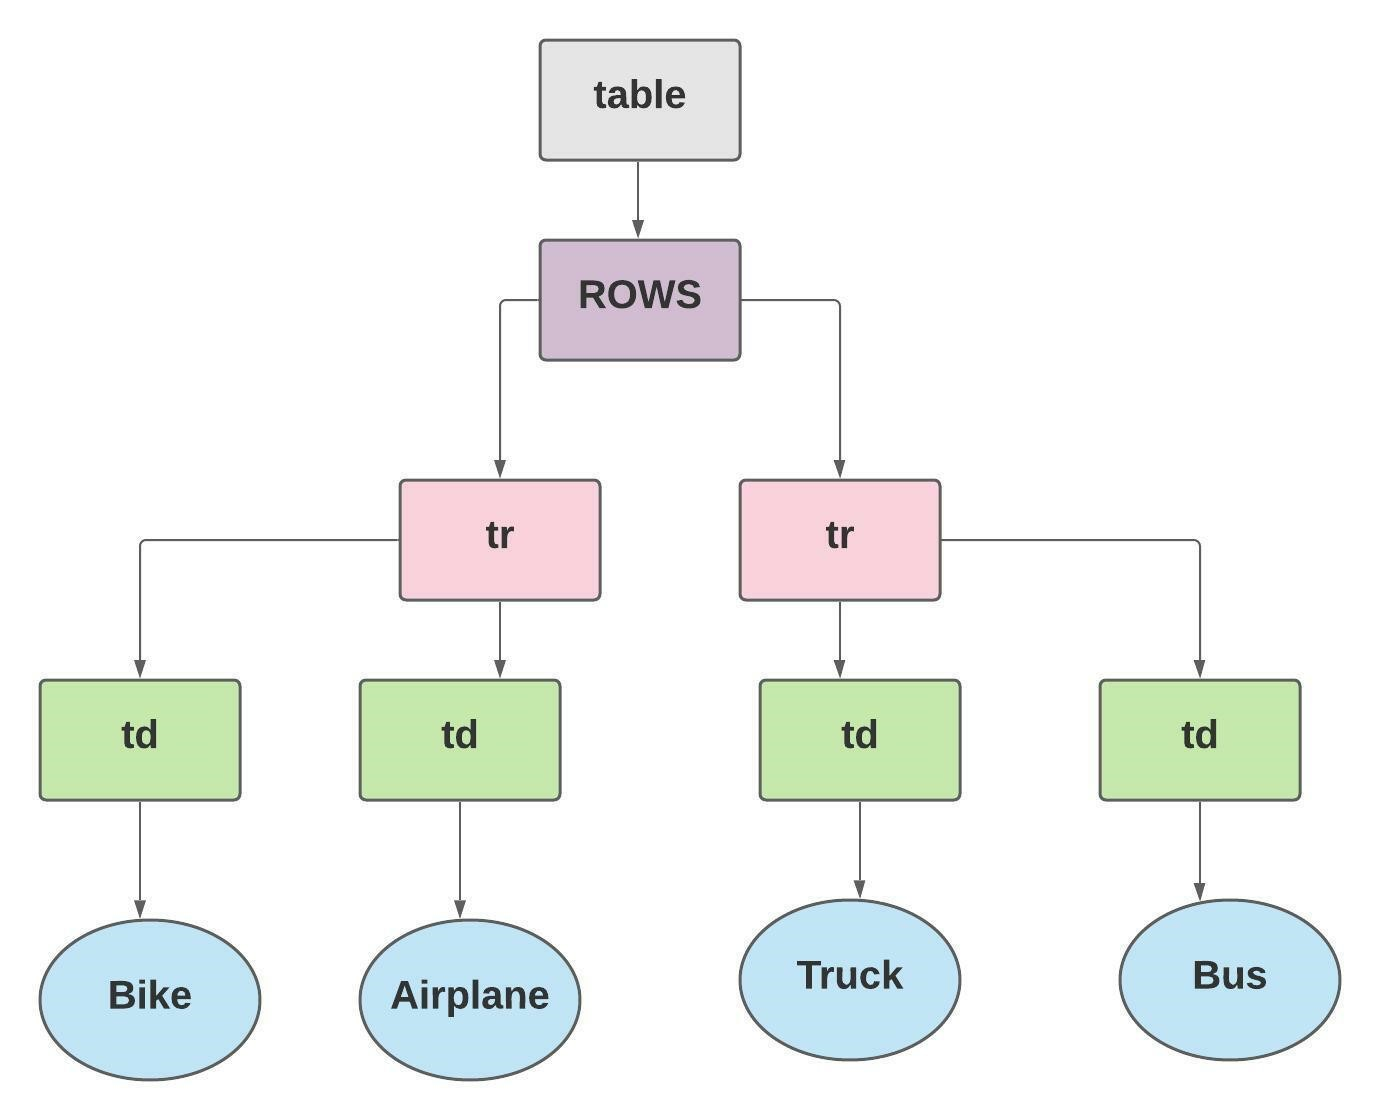 table
ROWS
tr
tr
td
td
td
td
Bike
Airplane
Truck
Bus